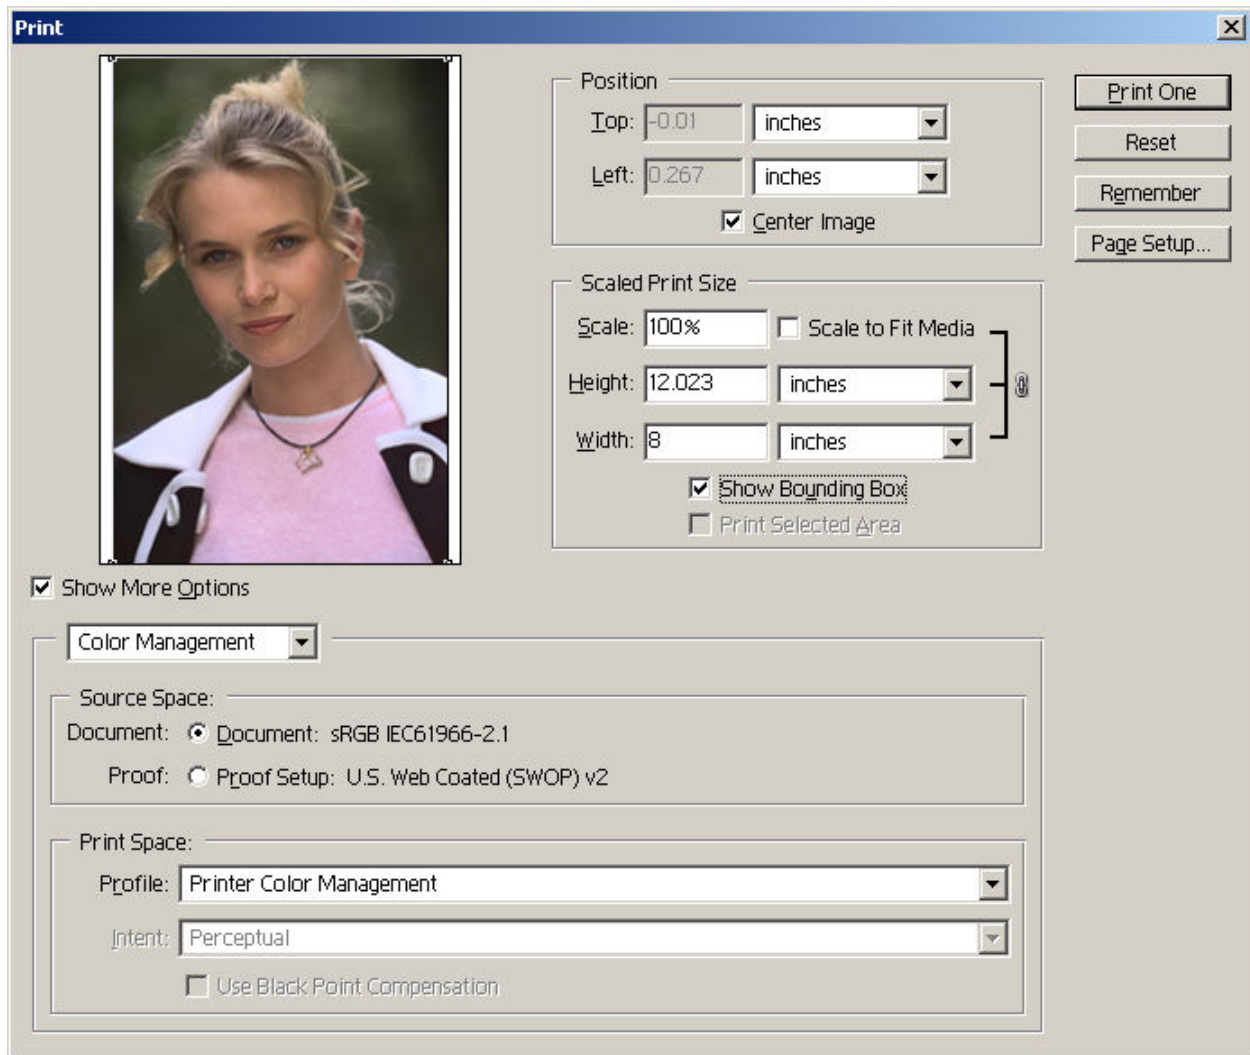 Print
Position
Top: -0.01 inches
Left: 0.267 inches
Center Image
Print One
Reset
Remember
Page Setup...
Scaled Print Size
Scale: 100% Scale to Fit Media
Height: 12.023 inches
Width: 8 inches
Show Bounding Box
Print Selected Area
Show More Options
Color Management
Source Space:
Document: Document: sRGB IEC61966-2.1
Proof: Proof Setup: U.S. Web Coated (SWOP) v2
Print Space:
Profile: Printer Color Management
Intent: Perceptual
Use Black Point Compensation